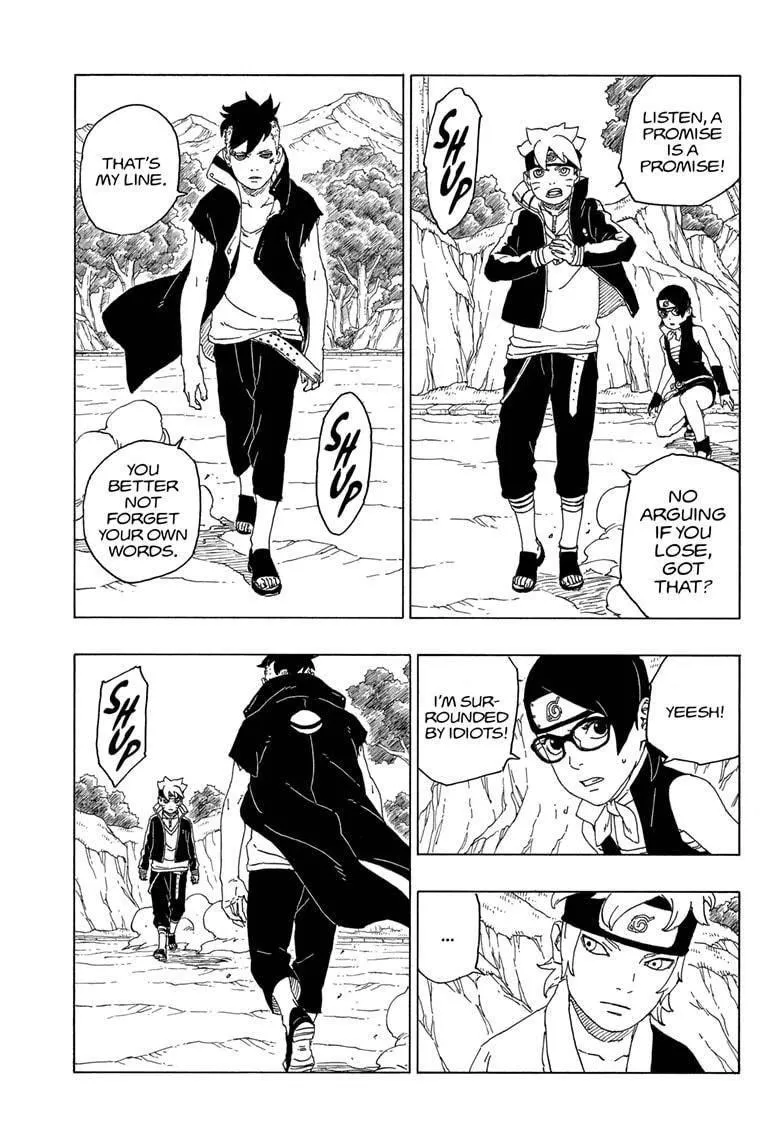 LISTEN, A
PROMISE
IS A
PROMISE!
SHUP
NO
ARGUING
IF YOU
LOSE,
GOT
THAT?
THAT'S
MY LINE.
SHUP
YOU
BETTER
NOT
FORGET
YOUR OWN
WORDS.
YEESH!
I'M SUR-
ROUNDED
BY IDIOTS!
SHUP
...